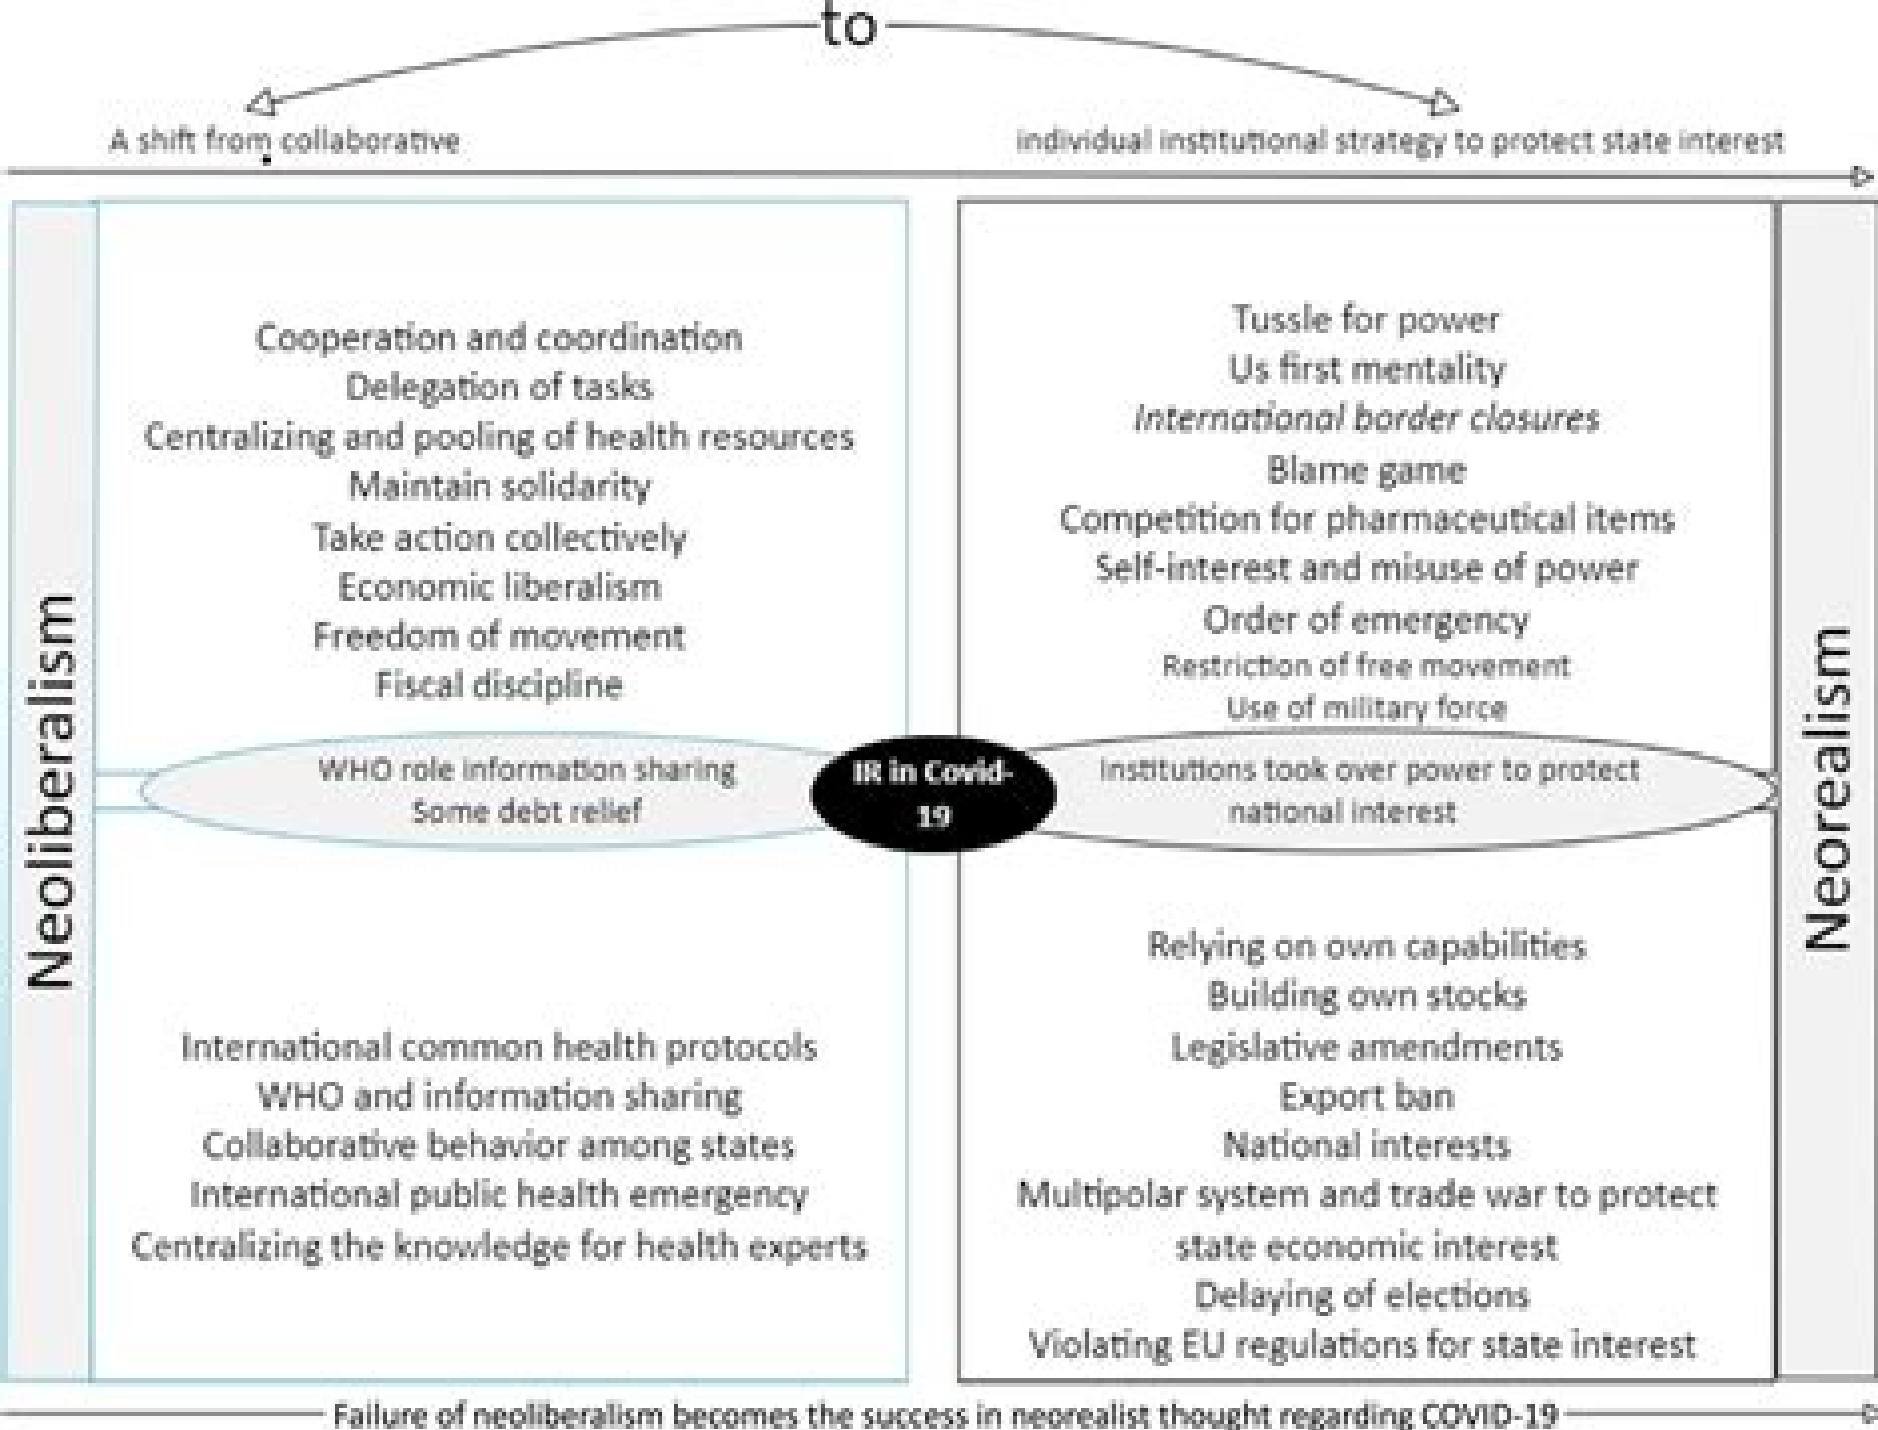 to
A shift from collaborative
individual institutional strategy to protect state interest
Neoliberalism
Cooperation and coordination
Delegation of tasks
Centralizing and pooling of health resources
Maintain solidarity
Take action collectively
Economic liberalism
Freedom of movement
Fiscal discipline
WHO role information sharing
Some debt relief
International common health protocols
WHO and information sharing
Collaborative behavior among states
International public health emergency
Centralizing the knowledge for health experts
IR in Covid-
19
Tussle for power
Us first mentality
International border closures
Blame game
Competition for pharmaceutical items
Self-interest and misuse of power
Order of emergency
Restriction of free movement
Use of military force
Institutions took over power to protect
national interest
Relying on own capabilities
Building own stocks
Legislative amendments
Export ban
National interests
Multipolar system and trade war to protect
state economic interest
Delaying of elections
Violating EU regulations for state interest
Neorealism
Failure of neoliberalism becomes the success in neorealist thought regarding COVID-19